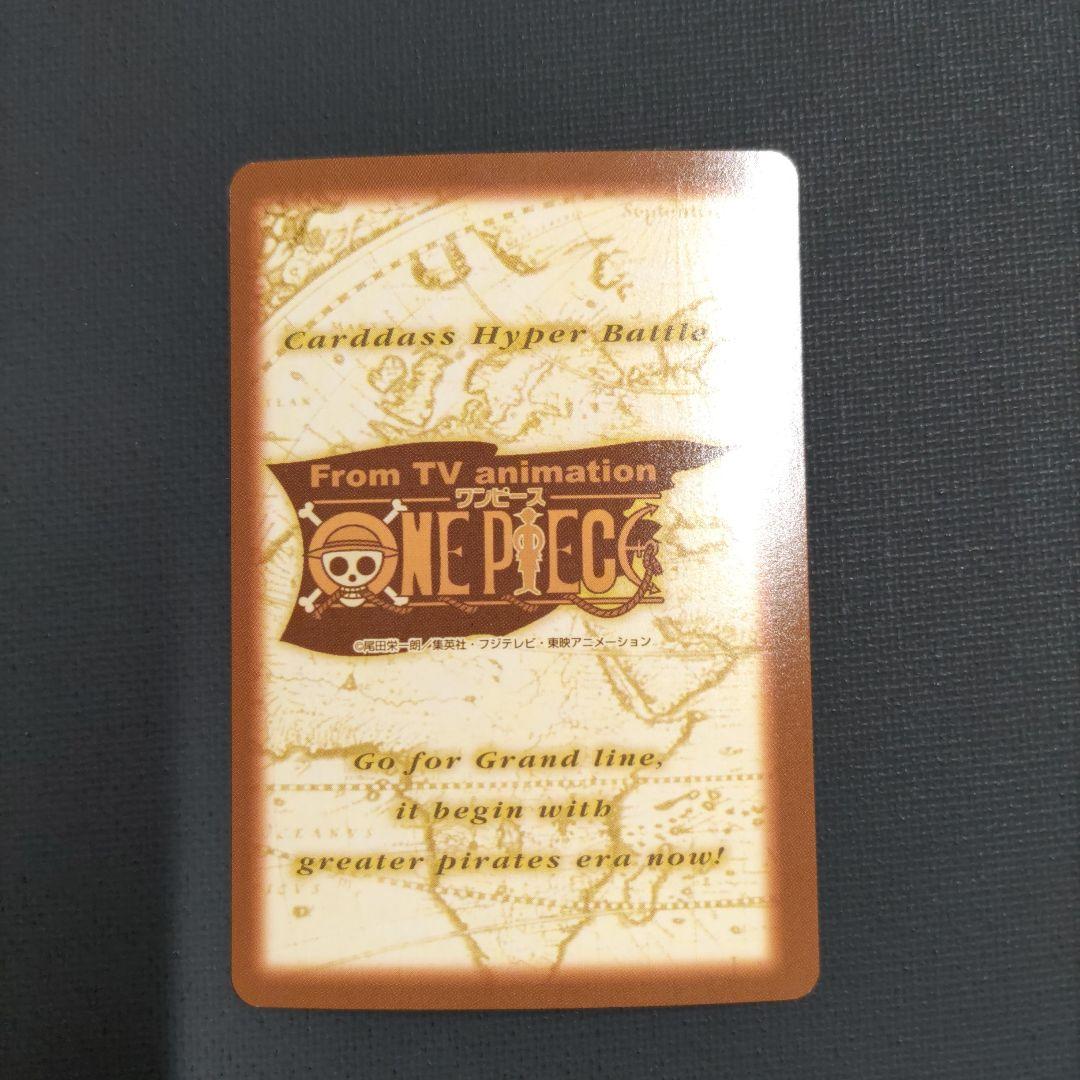 Carddass Hyper Battle
From TV animation
ワンピース
ONE PIECE
©尾田栄一朗/集英社・フジテレビ・東映アニメーション
Go for Grand line,
it begin with
greater pirates era now!